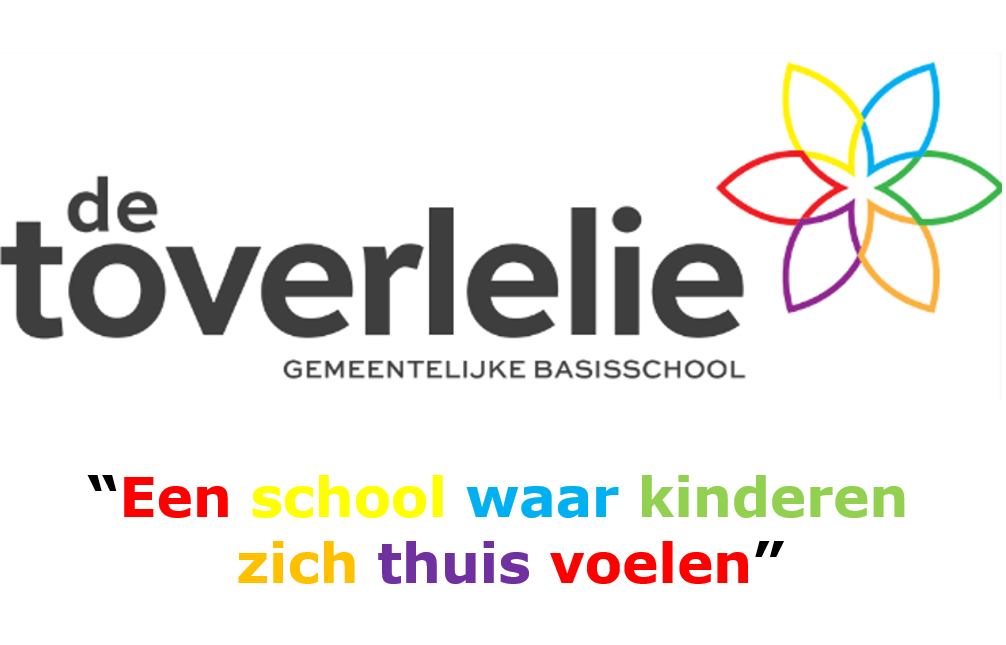 de
toverlelie
GEMEENTELIJKE BASISSCHOOL
“Een school waar kinderen
zich thuis voelen”